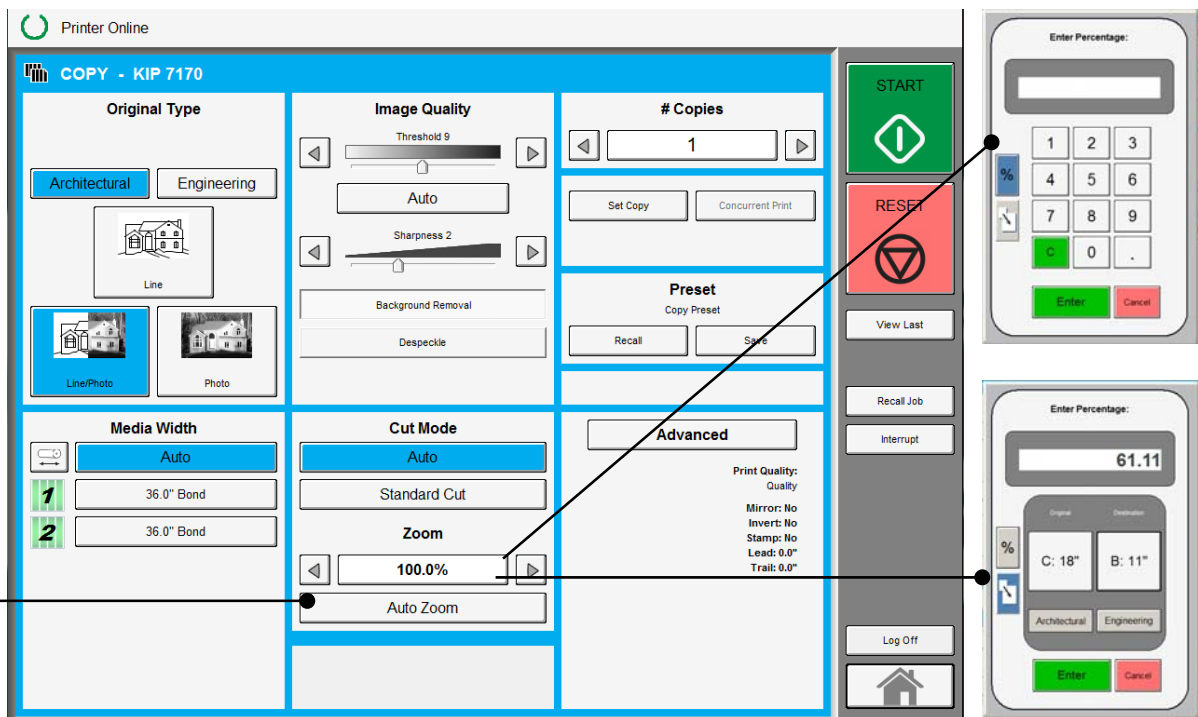 Printer Online
COPY - KIP 7170
Original Type
Architectural
Engineering
Line
Line/Photo
Photo
Image Quality
Threshold 9
Auto
Sharpness 2
Background Removal
Despeckle
# Copies
1
Set Copy
Concurrent Print
Preset
Copy Preset
Recall
Save
Media Width
Auto
1
36.0" Bond
2
36.0" Bond
Cut Mode
Auto
Standard Cut
Zoom
100.0%
Auto Zoom
Advanced
Print Quality:
Quality
Mirror: No
Invert: No
Stamp: No
Lead: 0.0"
Trail: 0.0"
START
RESET
View Last
Recall Job
Interrupt
Log Off
Enter Percentage:
%
1 2 3
4 5 6
7 8 9
C 0 .
Enter
Cancel
Enter Percentage:
61.11
Original
Destination
%
C: 18"
B: 11"
Architectural
Engineering
Enter
Cancel